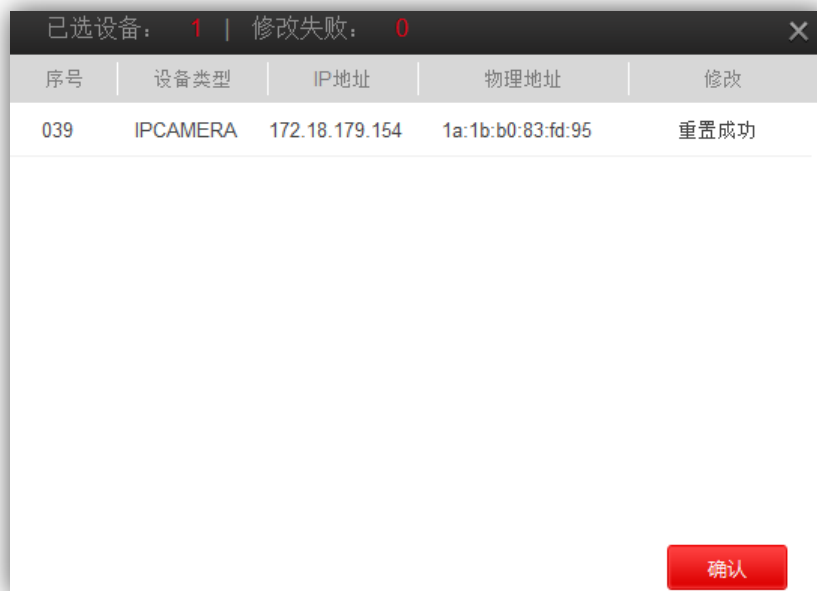 已选设备： 1 | 修改失败： 0
序号 设备类型 IP地址 物理地址 修改
039 IPCAMERA 172.18.179.154 1a:1b:b0:83:fd:95 重置成功
确认